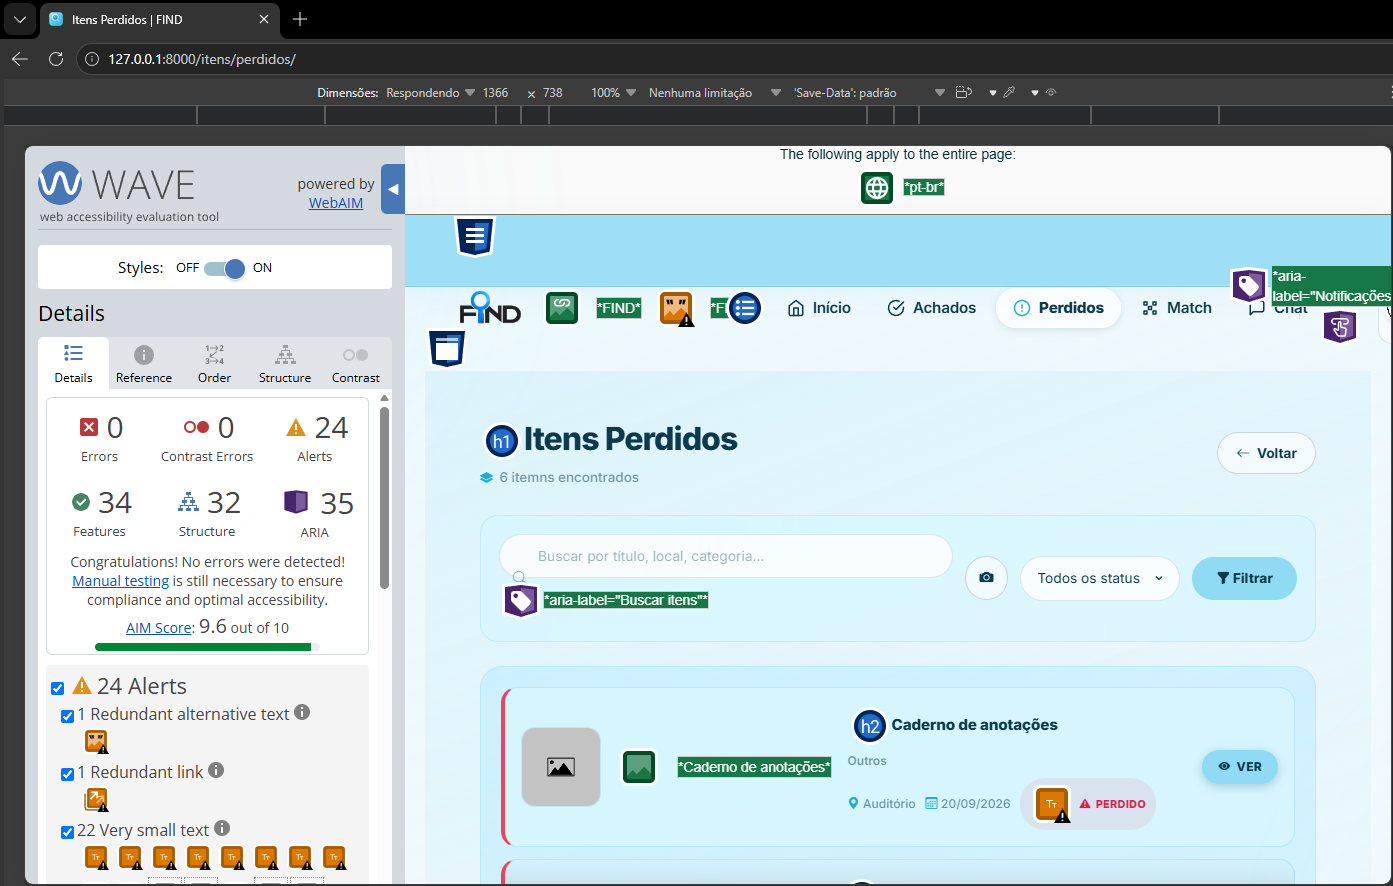 Itens Perdidos | FIND
127.0.0.1:8000/itens/perdidos/
Dimensões: Respondendo 1366 x 738 100% Nenhuma limitação 'Save-Data': padrão
WAVE
web accessibility evaluation tool
powered by
WebAIM
Styles: OFF ON
Details
Details Reference Order Structure Contrast
0 0 24
Errors Contrast Errors Alerts
34 32 35
Features Structure ARIA
Congratulations! No errors were detected!
Manual testing is still necessary to ensure
compliance and optimal accessibility.
AIM Score: 9.6 out of 10
24 Alerts
1 Redundant alternative text
1 Redundant link
22 Very small text
The following apply to the entire page:
*pt-br*
*aria-
label="Notificações
FIND *FIND* *FI Início Achados Perdidos Match Chat
h1 Itens Perdidos
6 itemns encontrados
Voltar
Buscar por título, local, categoria...
*aria-label="Buscar itens"*
Todos os status
Filtrar
h2 Caderno de anotações
*Caderno de anotações*
Outros
Auditório 20/09/2026 PERDIDO
VER